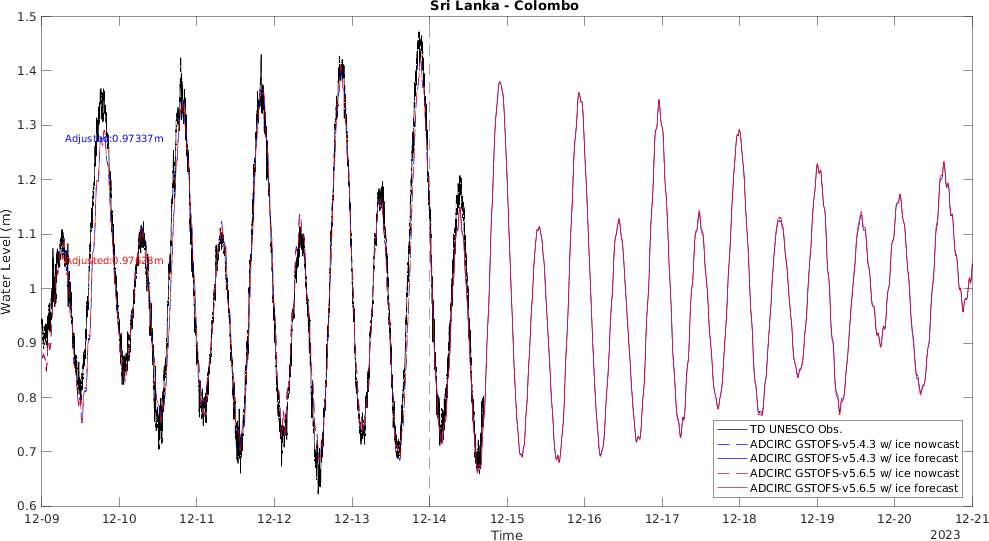 Sri Lanka - Colombo
Water Level (m)
1.5
1.4
1.3
1.2
1.1
1
0.9
0.8
0.7
0.6
Adjusted:0.97337m
Adjusted:0.97628m
TD UNESCO Obs.
ADCIRC GSTOFS-v5.4.3 w/ ice nowcast
ADCIRC GSTOFS-v5.4.3 w/ ice forecast
ADCIRC GSTOFS-v5.6.5 w/ ice nowcast
ADCIRC GSTOFS-v5.6.5 w/ ice forecast
12-09 12-10 12-11 12-12 12-13 12-14 12-15 12-16 12-17 12-18 12-19 12-20 12-21
Time
2023